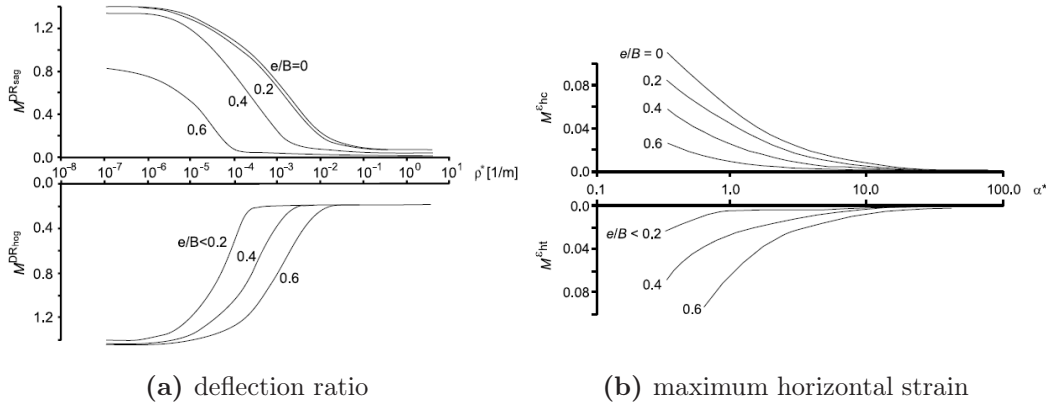 1.2
0.8
0.4
0.0
M^DR_sag
e/B=0
0.2
0.4
0.6
10^-8 10^-7 10^-6 10^-5 10^-4 10^-3 10^-2 10^-1 10^0 10^1
ρ* [1/m]
0.0
0.4
0.8
1.2
M^DR_hog
e/B<0.2
0.4
0.6
(a) deflection ratio
0.08
0.04
0.00
M^ε_hc
e/B = 0
0.2
0.4
0.6
0.1 1.0 10.0 100.0 α*
0.0
0.04
0.08
M^ε_ht
e/B < 0.2
0.4
0.6
(b) maximum horizontal strain